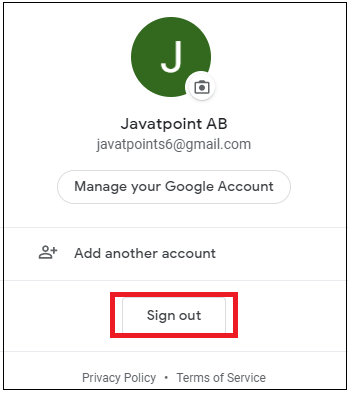 J
Javatpoint AB
javatpoints6@gmail.com
Manage your Google Account
Add another account
Sign out
Privacy Policy • Terms of Service